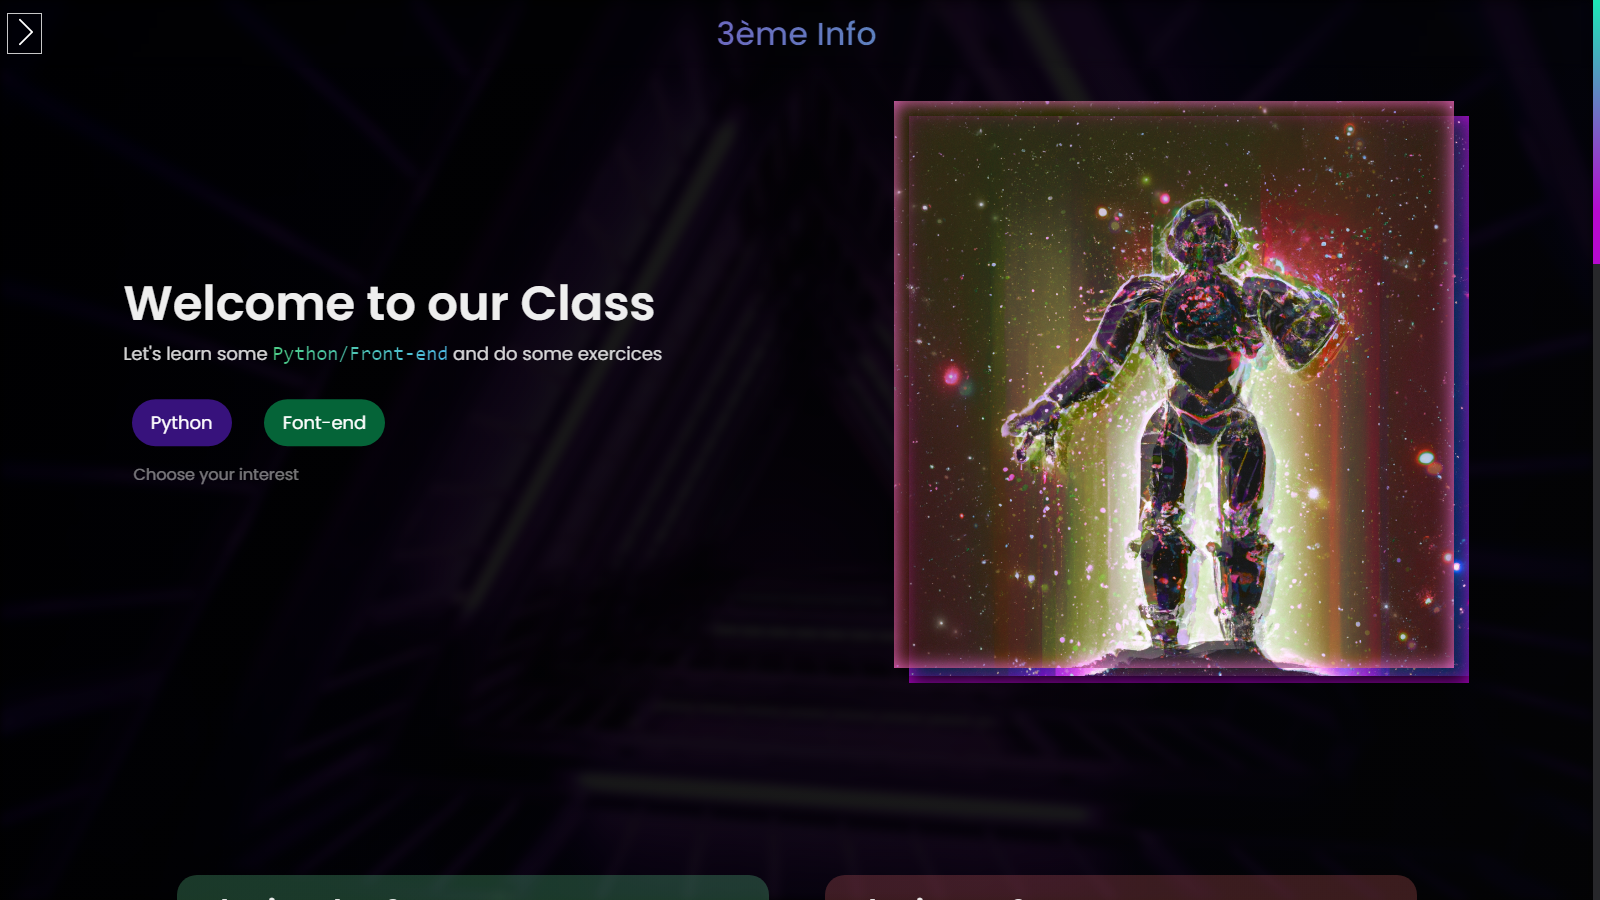 3ème Info
Welcome to our Class
Let's learn some Python/Front-end and do some exercices
Python
Font-end
Choose your interest